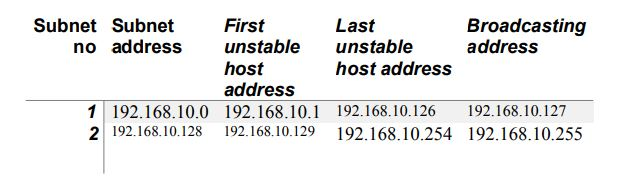 Subnet no Subnet address First unstable host address Last unstable host address Broadcasting address
1 192.168.10.0 192.168.10.1 192.168.10.126 192.168.10.127
2 192.168.10.128 192.168.10.129 192.168.10.254 192.168.10.255